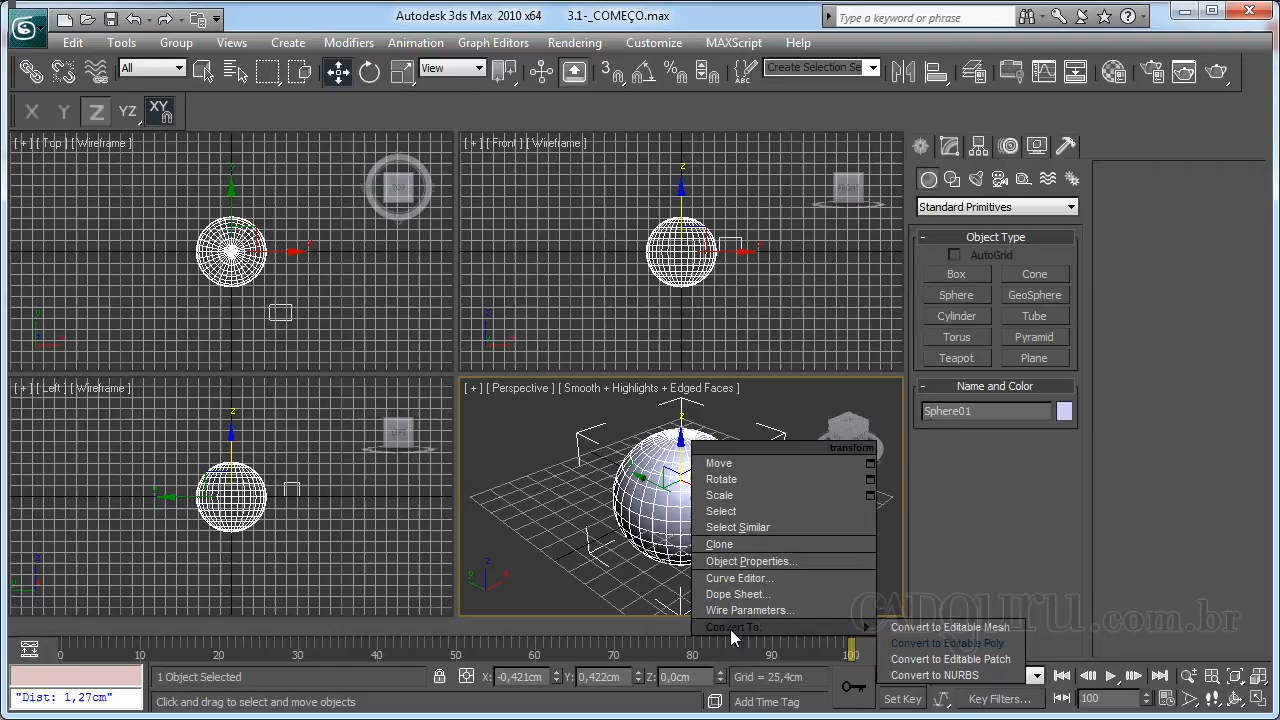 Autodesk 3ds Max 2010 x64 3.1-_COMEÇO.max
Type a keyword or phrase
Edit Tools Group Views Create Modifiers Animation Graph Editors Rendering Customize MAXScript Help
All View 3 % ABC Create Selection Se
X Y Z YZ XY
[ + ] [ Top ] [ Wireframe ]
[ + ] [ Front ] [ Wireframe ]
TOP
FRONT
Standard Primitives
Object Type
AutoGrid
Box Cone
Sphere GeoSphere
Cylinder Tube
Torus Pyramid
Teapot Plane
Name and Color
Sphere01
[ + ] [ Left ] [ Wireframe ]
[ + ] [ Perspective ] [ Smooth + Highlights + Edged Faces ]
LEFT
transform
Move
Rotate
Scale
Select
Select Similar
Clone
Object Properties...
Curve Editor...
Dope Sheet...
Wire Parameters...
Convert To:
Convert to Editable Mesh
Convert to Editable Poly
Convert to Editable Patch
Convert to NURBS
CADGuru.com.br
0 10 20 30 40 50 60 70 80 90 100
1 Object Selected X: -0,421cm Y: 0,422cm Z: 0,0cm Grid = 25,4cm
"Dist: 1,27cm" Click and drag to select and move objects Add Time Tag Set Key Key Filters... 100